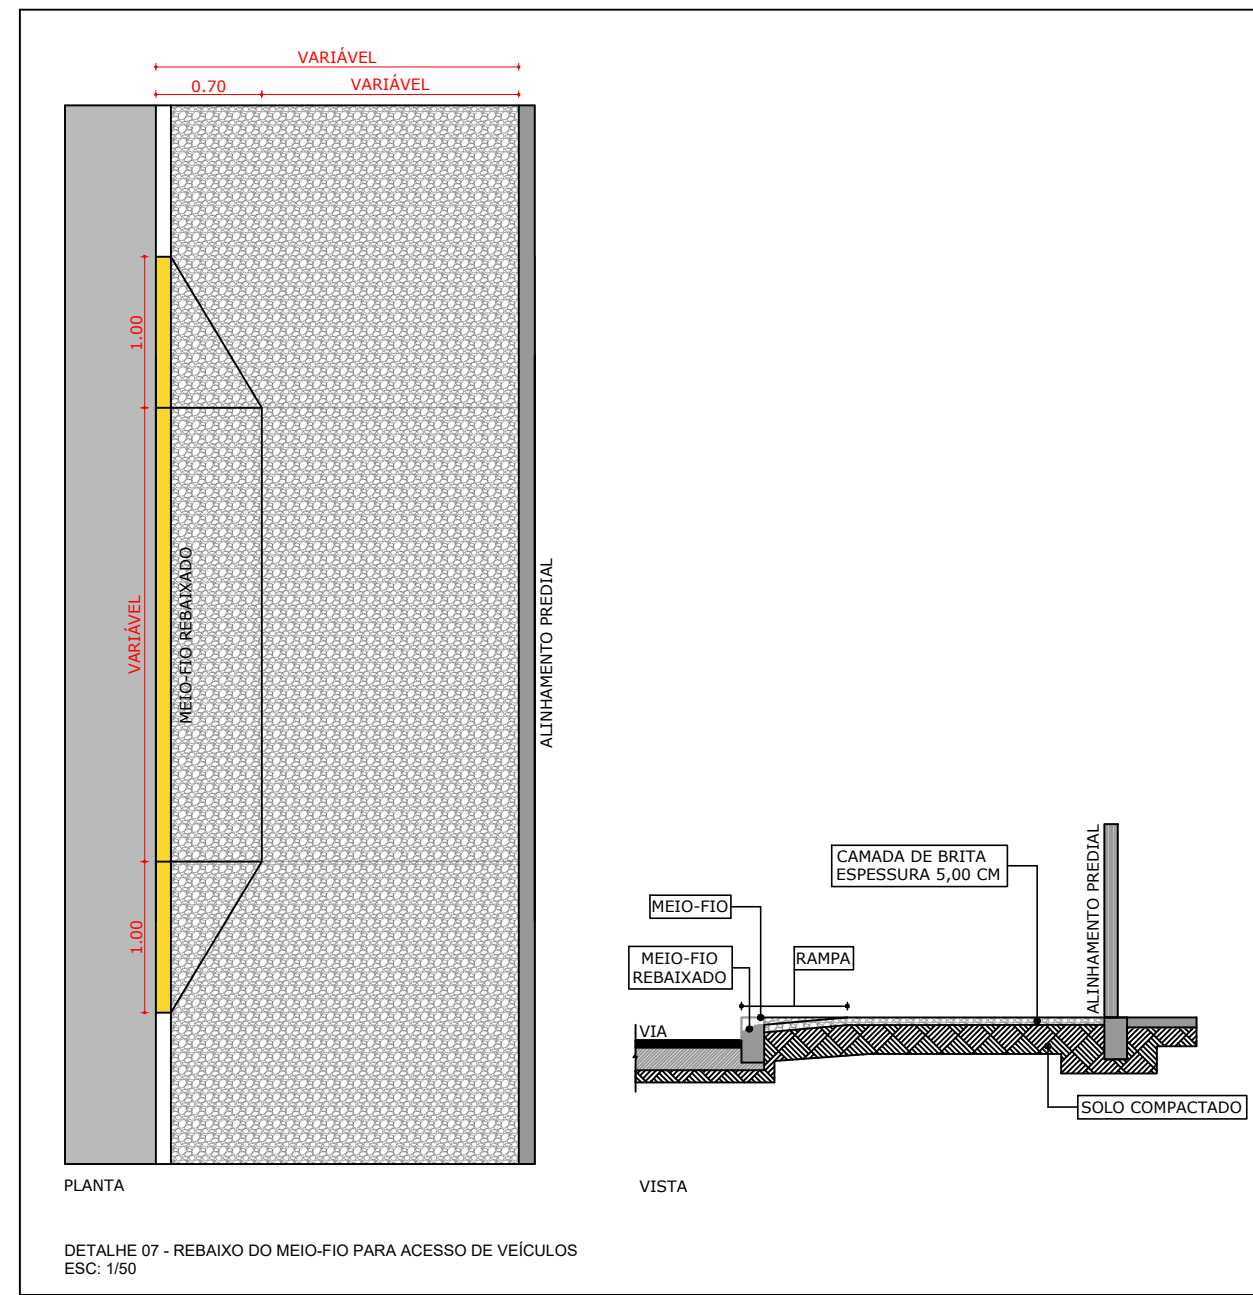 VARIÁVEL
0.70
VARIÁVEL
1.00
VARIÁVEL
MEIO-FIO REBAIXADO
ALINHAMENTO PREDIAL
1.00
CAMADA DE BRITA
ESPESSURA 5,00 CM
ALINHAMENTO PREDIAL
MEIO-FIO
MEIO-FIO
REBAIXADO
RAMPA
VIA
SOLO COMPACTADO
PLANTA
VISTA
DETALHE 07 - REBAIXO DO MEIO-FIO PARA ACESSO DE VEÍCULOS
ESC: 1/50